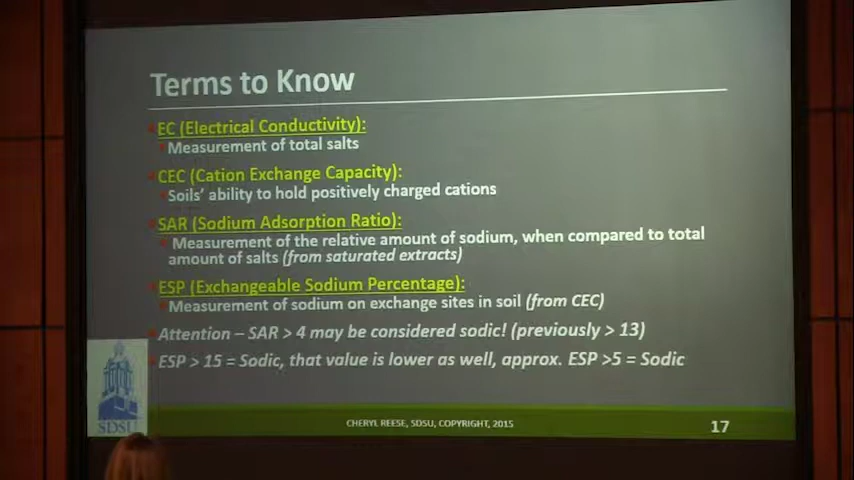 Terms to Know
EC (Electrical Conductivity):
Measurement of total salts
CEC (Cation Exchange Capacity):
Soils' ability to hold positively charged cations
SAR (Sodium Adsorption Ratio):
Measurement of the relative amount of sodium, when compared to total
amount of salts (from saturated extracts)
ESP (Exchangeable Sodium Percentage):
Measurement of sodium on exchange sites in soil (from CEC)
Attention – SAR > 4 may be considered sodic! (previously > 13)
ESP > 15 = Sodic, that value is lower as well, approx. ESP >5 = Sodic
SDSU
CHERYL REESE, SDSU, COPYRIGHT, 2015
17